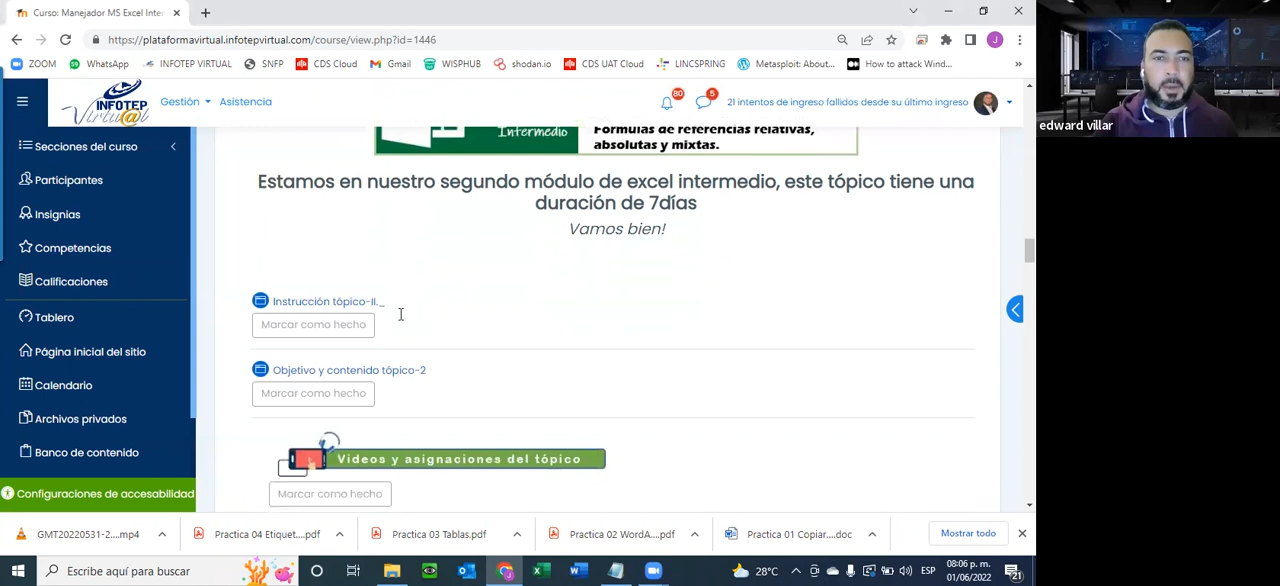 Curso: Manejador MS Excel Inter
https://plataformavirtual.infotepvirtual.com/course/view.php?id=1446
ZOOM
WhatsApp
INFOTEP VIRTUAL
SNFP
CDS Cloud
Gmail
WISPHUB
shodan.io
CDS UAT Cloud
LINCSPRING
Metasploit: About...
How to attack Wind...
»
INFOTEP
Virtu@l
Gestión
Asistencia
80
5
21 intentos de ingreso fallidos desde su último ingreso
edward villar
Secciones del curso
Participantes
Insignias
Competencias
Calificaciones
Tablero
Página inicial del sitio
Calendario
Archivos privados
Banco de contenido
Configuraciones de accesabilidad
Intermedio
Fórmulas de referencias relativas,
absolutas y mixtas.
Estamos en nuestro segundo módulo de excel intermedio, este tópico tiene una
duración de 7días
Vamos bien!
Instrucción tópico-II._
Marcar como hecho
Objetivo y contenido tópico-2
Marcar como hecho
Videos y asignaciones del tópico
Marcar como hecho
GMT20220531-2....mp4
Practica 04 Etiquet....pdf
Practica 03 Tablas.pdf
Practica 02 WordA....pdf
Practica 01 Copiar....doc
Mostrar todo
Escribe aquí para buscar
28°C
ESP
08:06 p. m.
01/06/2022
21